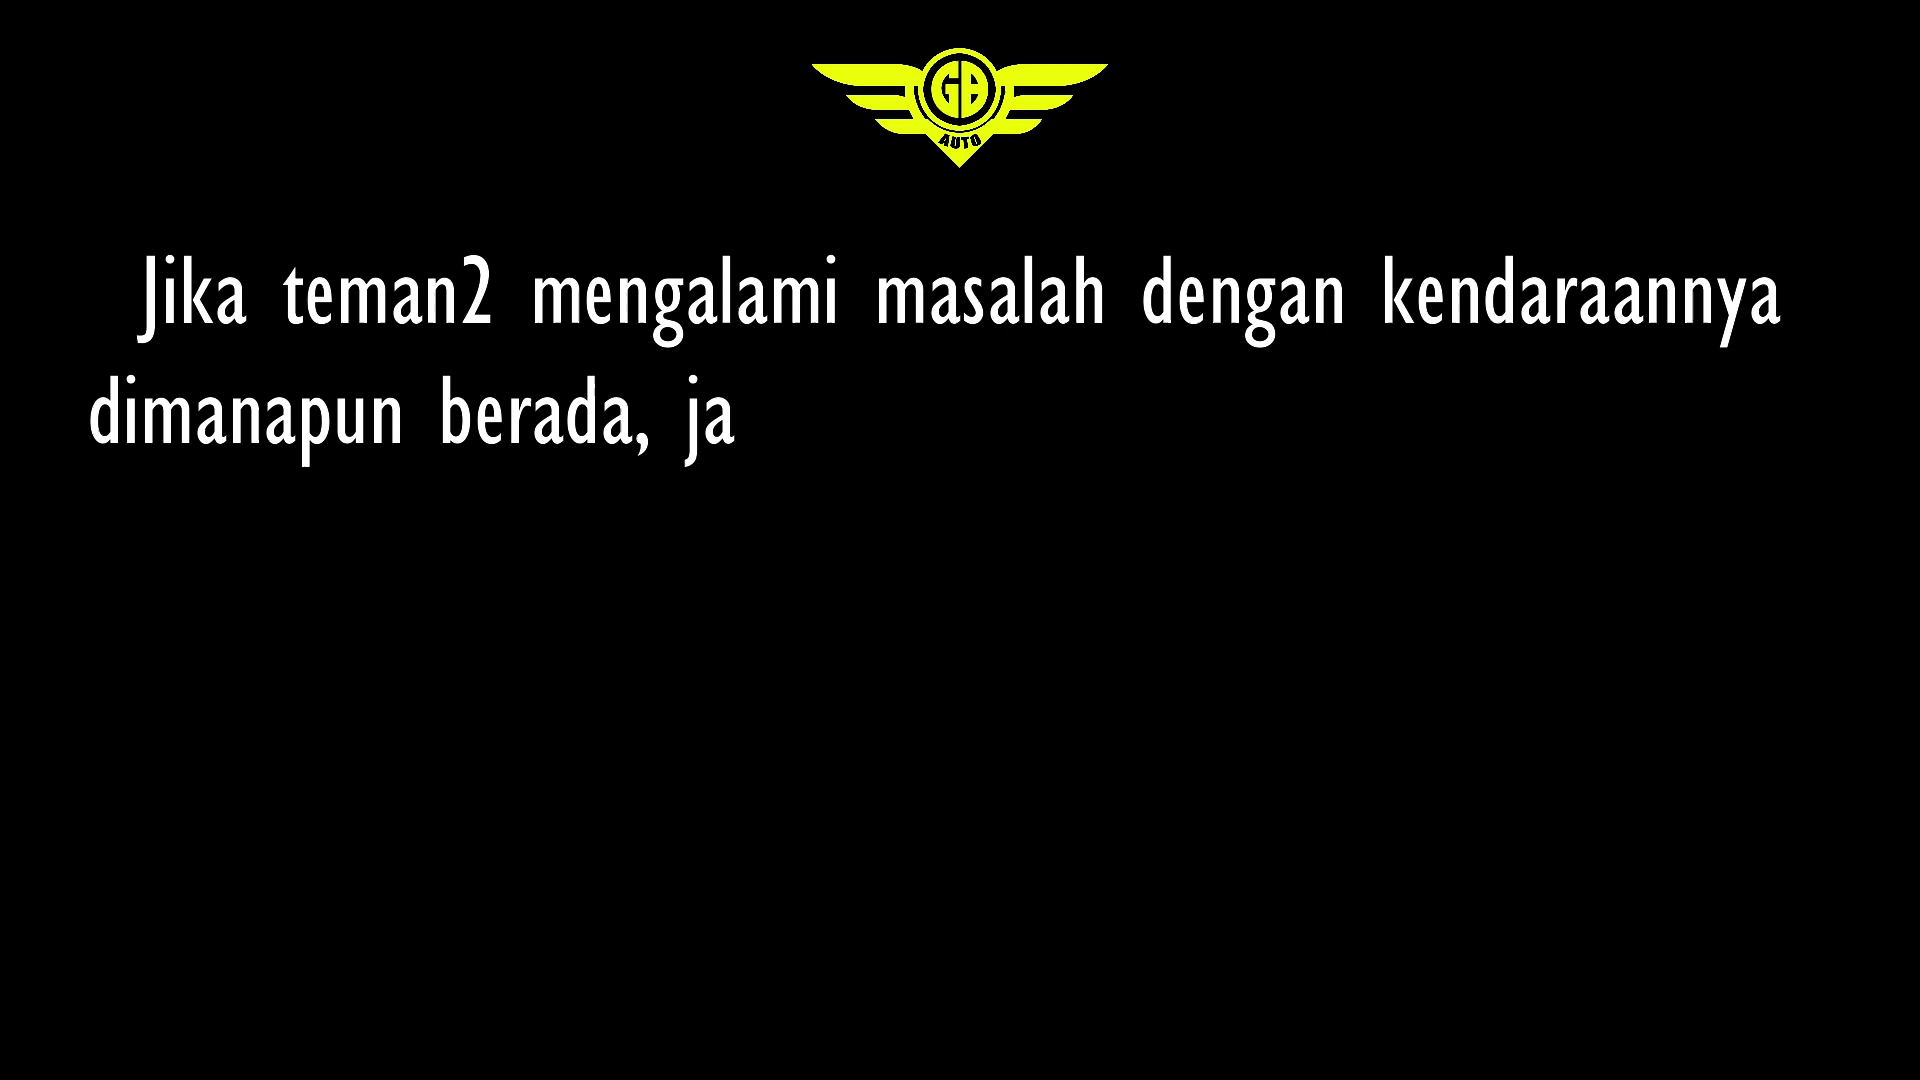 GB
AUTO
Jika teman2 mengalami masalah dengan kendaraannya
dimanapun berada, ja